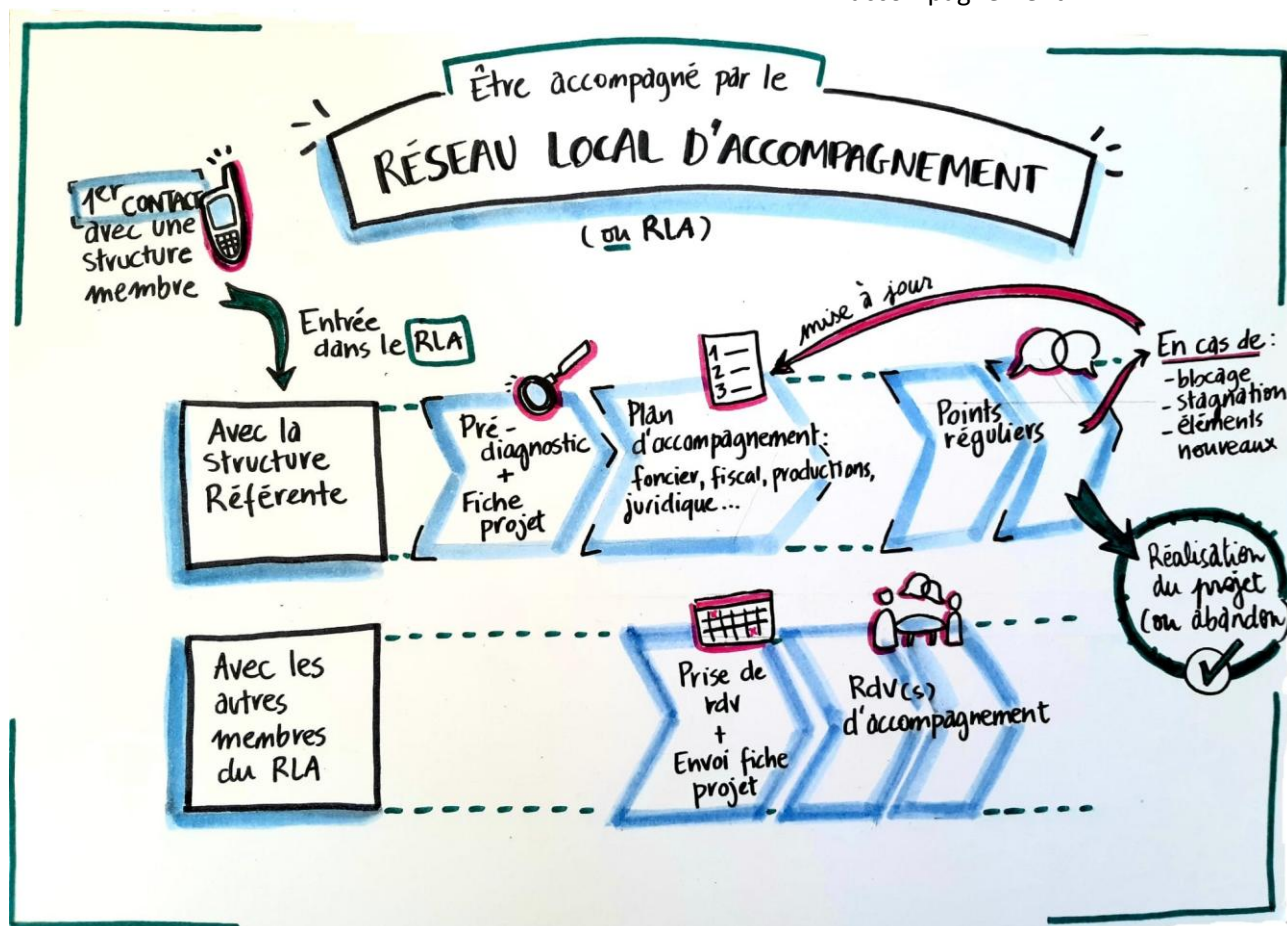 Être accompagné par le
RÉSEAU LOCAL D'ACCOMPAGNEMENT
(ou RLA)
1er CONTACT
avec une
structure
membre
Entrée
dans le RLA
mise à jour
En cas de :
- blocage
- stagnation
- éléments
nouveaux
Avec la
Structure
Référente
Pré-
diagnostic
+
Fiche
projet
1
2
3
Plan
d'accompagnement :
foncier, fiscal, productions,
juridique...
Points
réguliers
Réalisation
du projet
(ou abandon
Avec les
autres
membres
du RLA
Prise de
rdv
+
Envoi fiche
projet
Rdv(s)
d'accompagnement